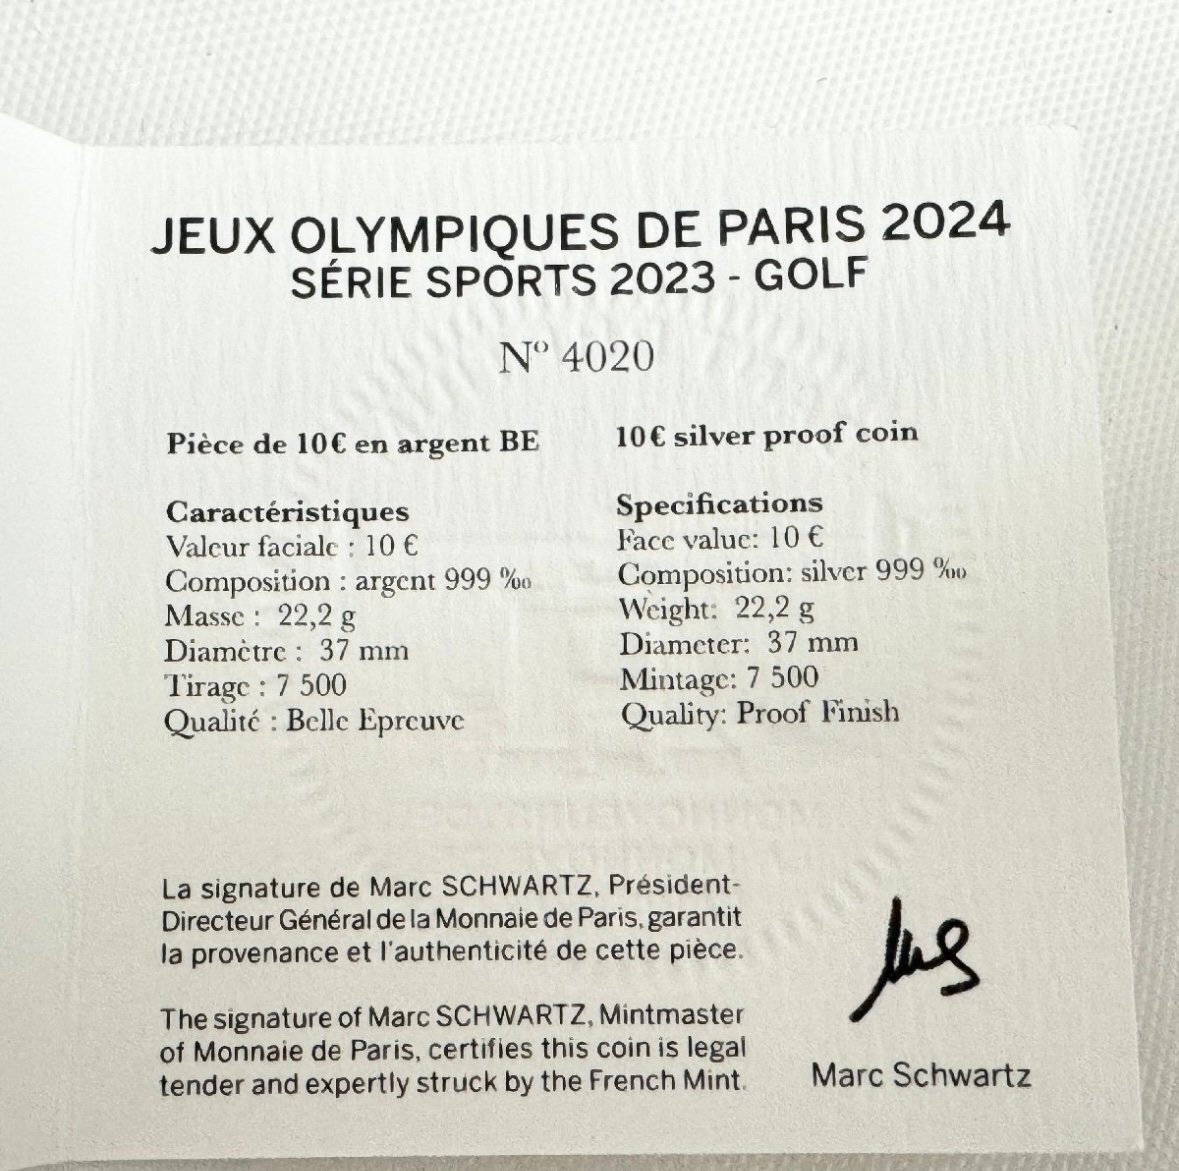 JEUX OLYMPIQUES DE PARIS 2024
SÉRIE SPORTS 2023 - GOLF
Nº 4020
Pièce de 10€ en argent BE
Caractéristiques
Valeur faciale : 10 €
Composition : argent 999 ‰
Masse : 22,2 g
Diamètre : 37 mm
Tirage : 7 500
Qualité : Belle Epreuve
10€ silver proof coin
Specifications
Face value: 10 €
Composition: silver 999 ‰
Weight: 22,2 g
Diameter: 37 mm
Mintage: 7 500
Quality: Proof Finish
La signature de Marc SCHWARTZ, Président-
Directeur Général de la Monnaie de Paris, garantit
la provenance et l'authenticité de cette pièce.
The signature of Marc SCHWARTZ, Mintmaster
of Monnaie de Paris, certifies this coin is legal
tender and expertly struck by the French Mint.
Marc Schwartz